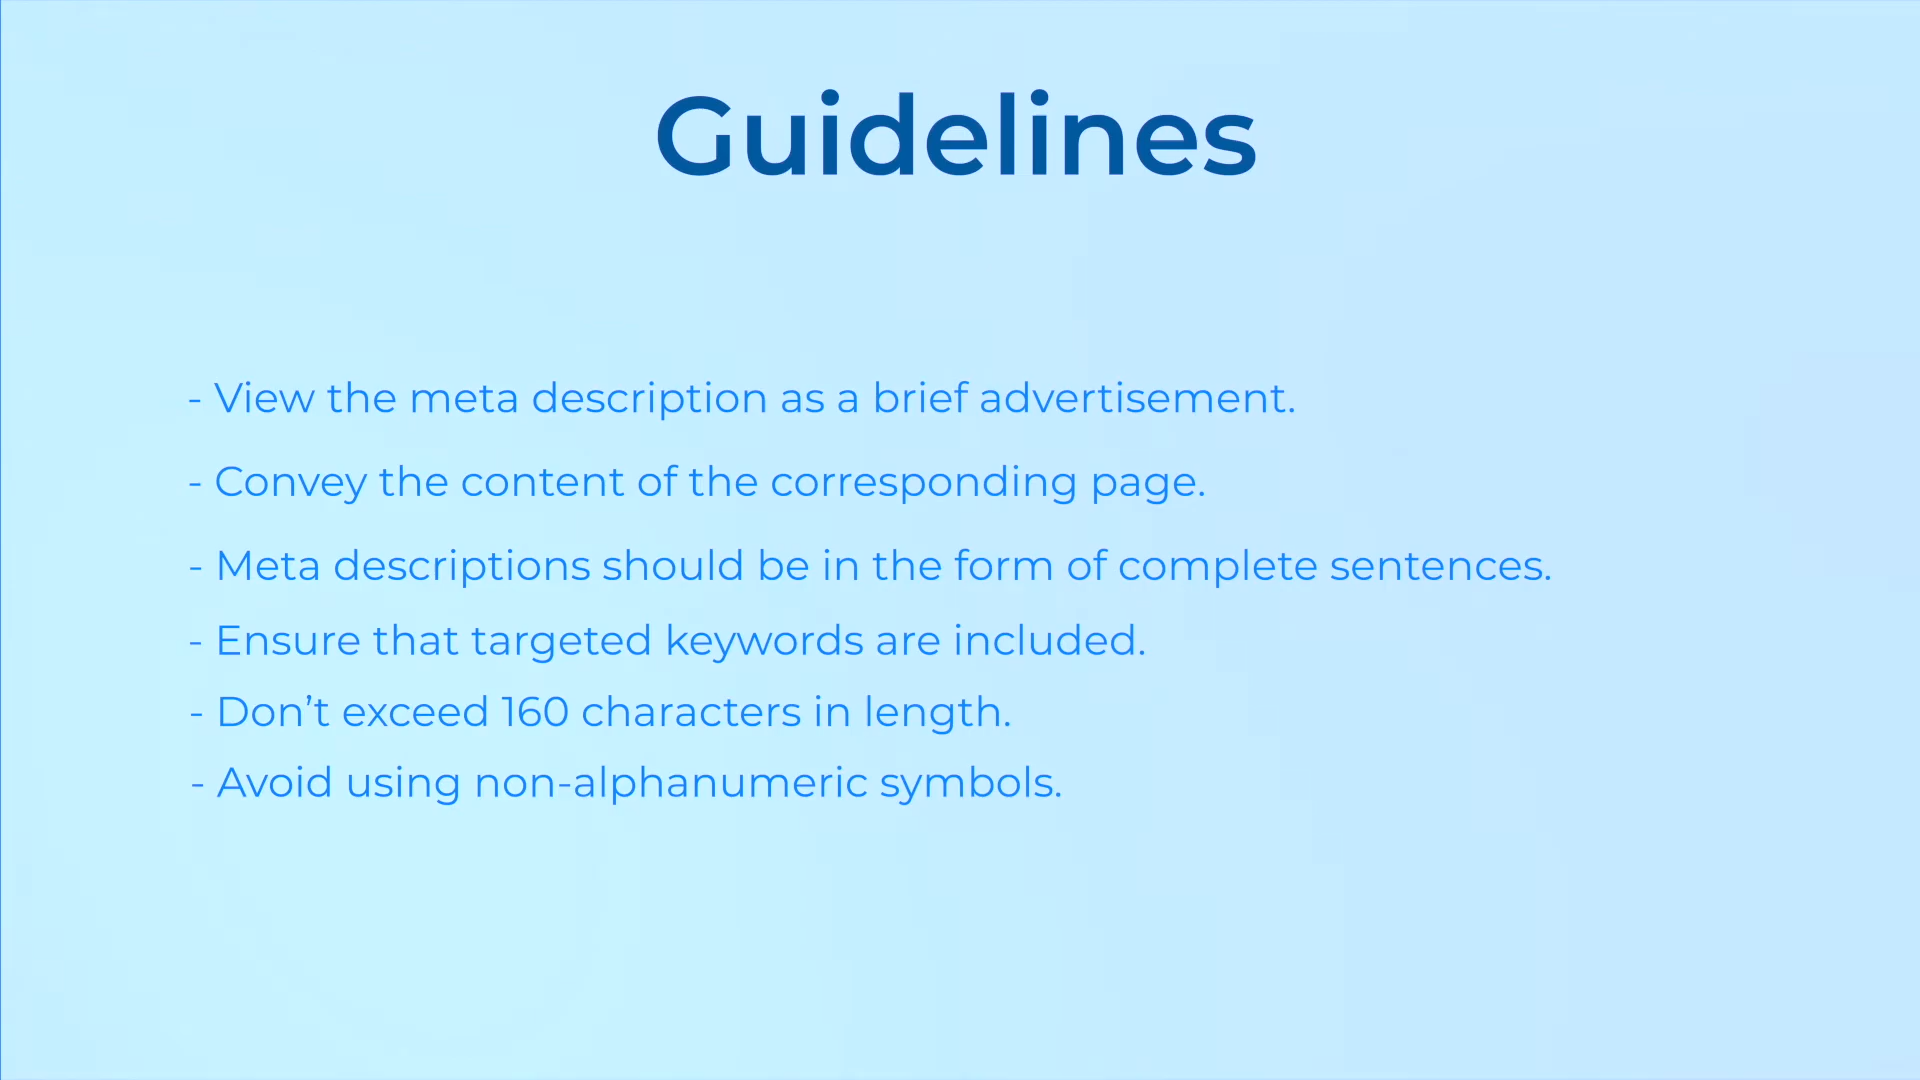 Guidelines
- View the meta description as a brief advertisement.
- Convey the content of the corresponding page.
- Meta descriptions should be in the form of complete sentences.
- Ensure that targeted keywords are included.
- Don’t exceed 160 characters in length.
- Avoid using non-alphanumeric symbols.